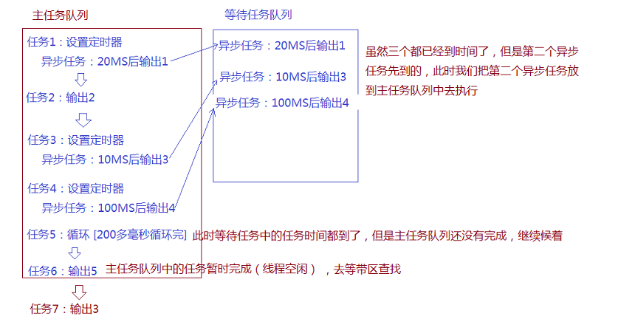 主任务队列
等待任务队列
任务1：设置定时器
异步任务：20MS后输出1
任务2：输出2
任务3：设置定时器
异步任务：10MS后输出3
任务4：设置定时器
异步任务：100MS后输出4
任务5：循环 [200多毫秒循环完]
此时等待任务中的任务时间都到了，但是主任务队列还没有完成，继续候着
任务6：输出5
主任务队列中的任务暂时完成（线程空闲），去等带区查找
任务7：输出3
异步任务：20MS后输出1
异步任务：10MS后输出3
异步任务：100MS后输出4
虽然三个都已经到时间了，但是第二个异步
任务先到的，此时我们把第二个异步任务放
到主任务队列中去执行